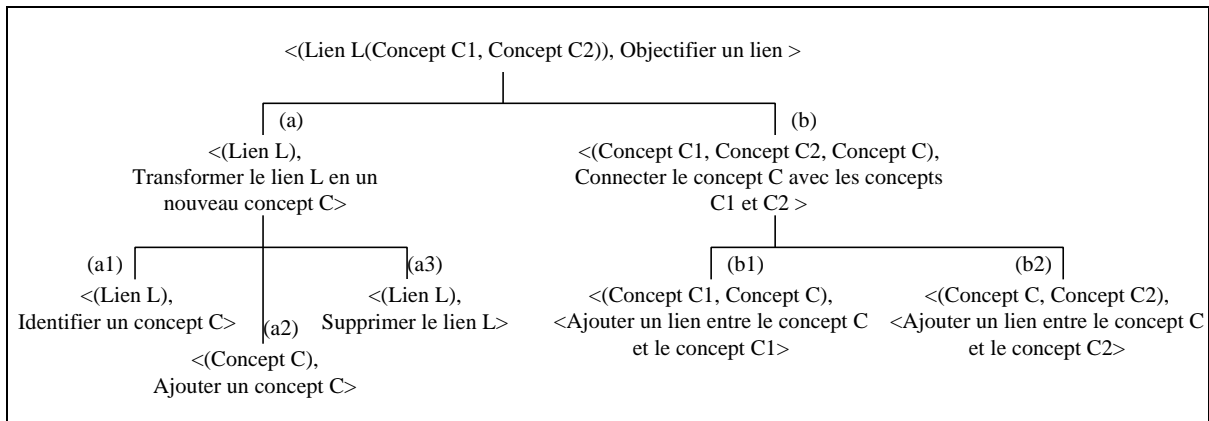 <(Lien L(Concept C1, Concept C2)), Objectifier un lien >
(a)
<(Lien L),
Transformer le lien L en un
nouveau concept C>
(b)
<(Concept C1, Concept C2, Concept C),
Connecter le concept C avec les concepts
C1 et C2 >
(a1)
<(Lien L),
Identifier un concept C>
(a2)
<(Concept C),
Ajouter un concept C>
(a3)
<(Lien L),
Supprimer le lien L>
(b1)
<(Concept C1, Concept C),
<Ajouter un lien entre le concept C
et le concept C1>
(b2)
<(Concept C, Concept C2),
<Ajouter un lien entre le concept C
et le concept C2>